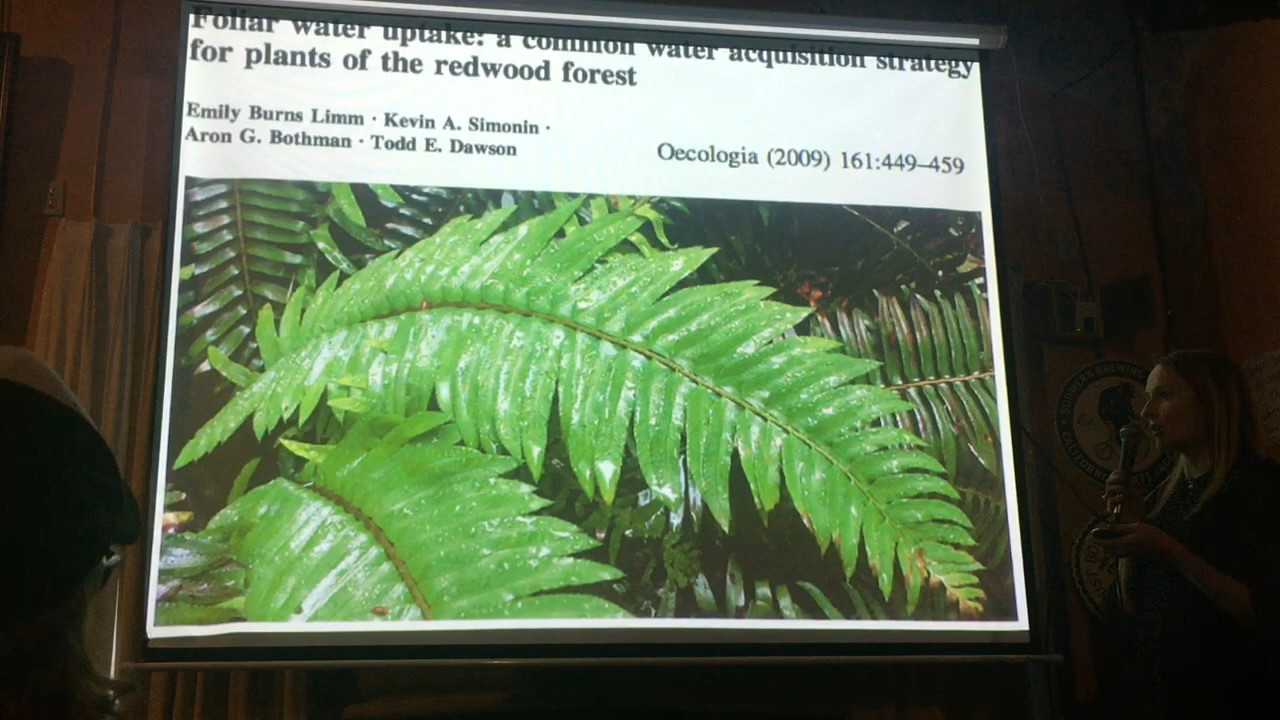 Foliar water uptake: a common water acquisition strategy
for plants of the redwood forest
Emily Burns Limm · Kevin A. Simonin ·
Aron G. Bothman · Todd E. Dawson
Oecologia (2009) 161:449–459